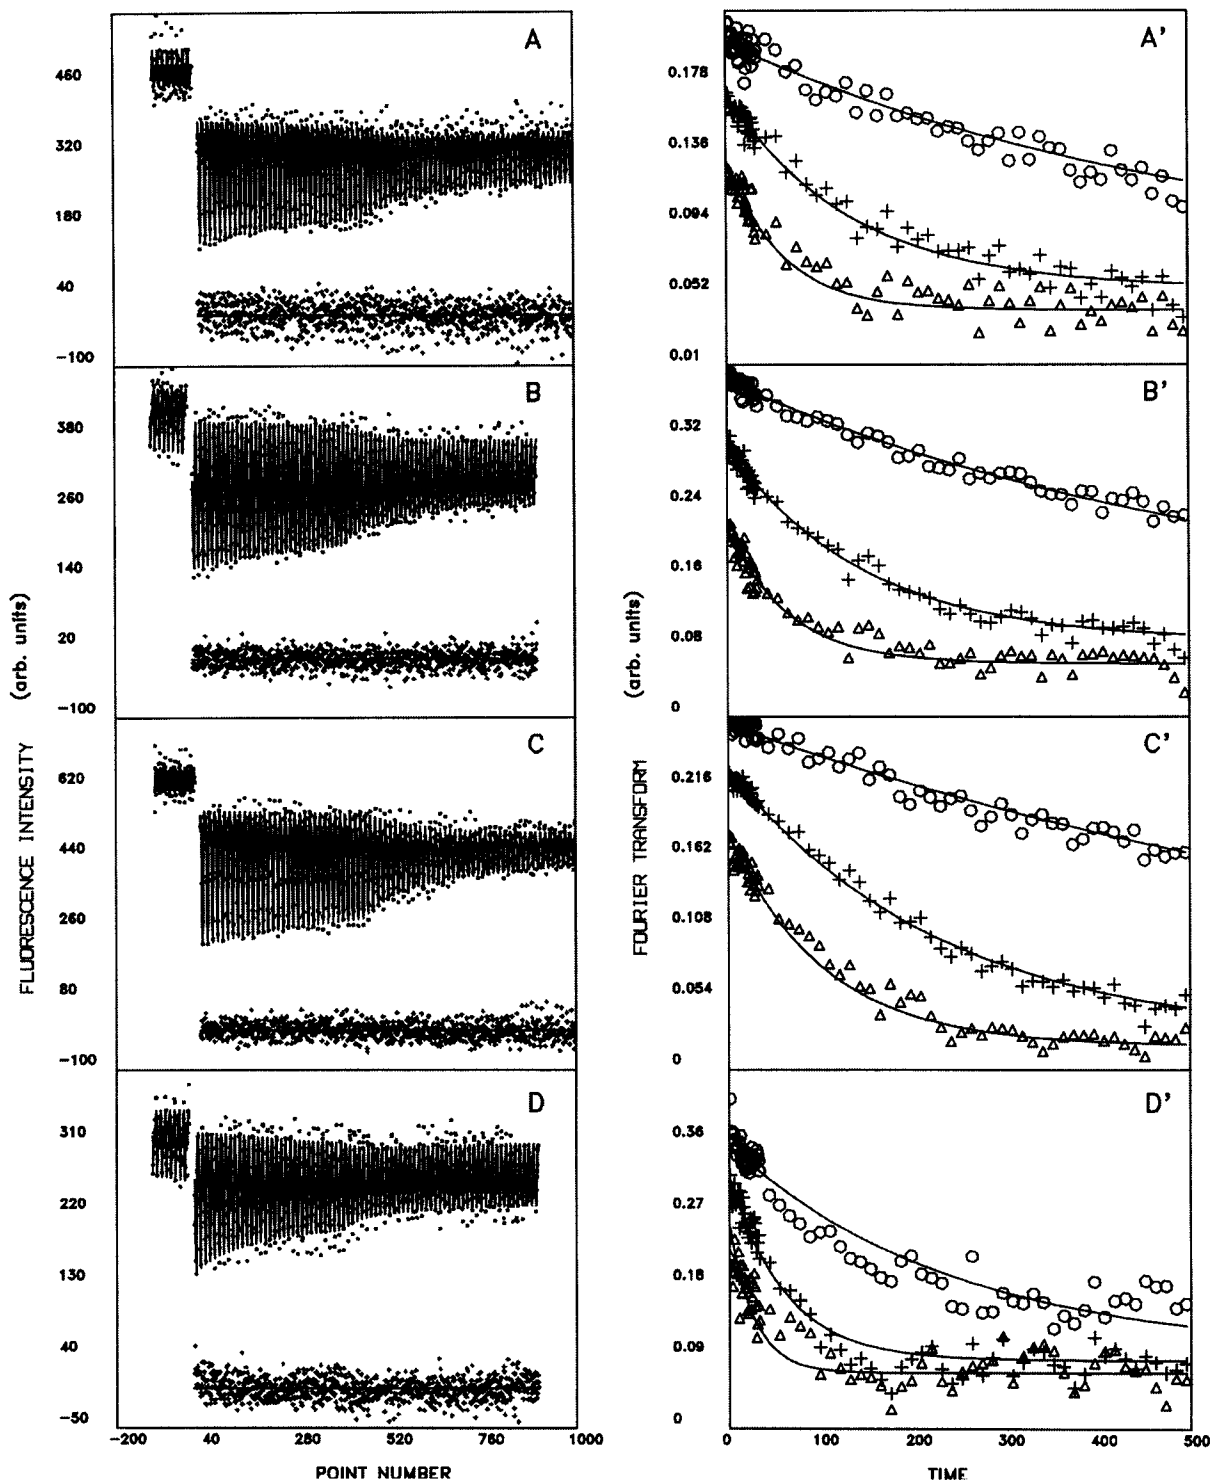 A
460
320
180
40
-100
A'
0.178
0.136
0.094
0.052
0.01
B
380
260
140
20
-100
B'
0.32
0.24
0.16
0.08
0
C
620
440
260
80
-100
C'
0.216
0.162
0.108
0.054
0
D
310
220
130
40
-50
D'
0.36
0.27
0.18
0.09
0
FLUORESCENCE INTENSITY (arb. units)
FOURIER TRANSFORM (arb. units)
-200 40 280 520 760 1000
POINT NUMBER
0 100 200 300 400 500
TIME